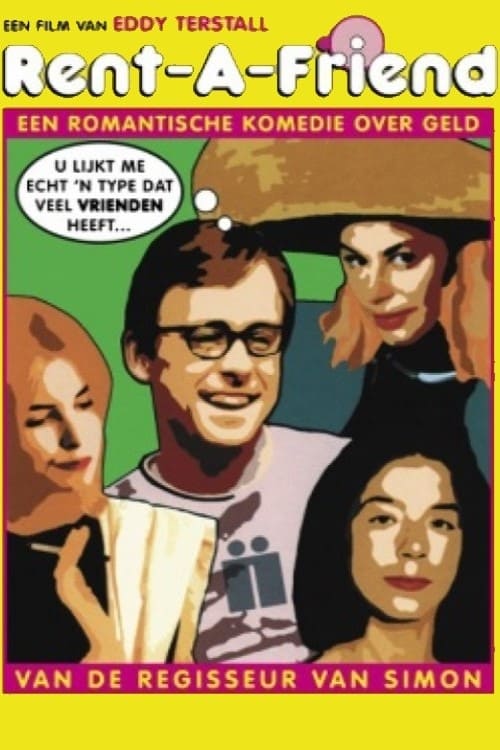 EEN FILM VAN EDDY TERSTALL
Rent-A-Friend
EEN ROMANTISCHE KOMEDIE OVER GELD
U LIJKT ME
ECHT 'N TYPE DAT
VEEL VRIENDEN
HEEFT...
VAN DE REGISSEUR VAN SIMON